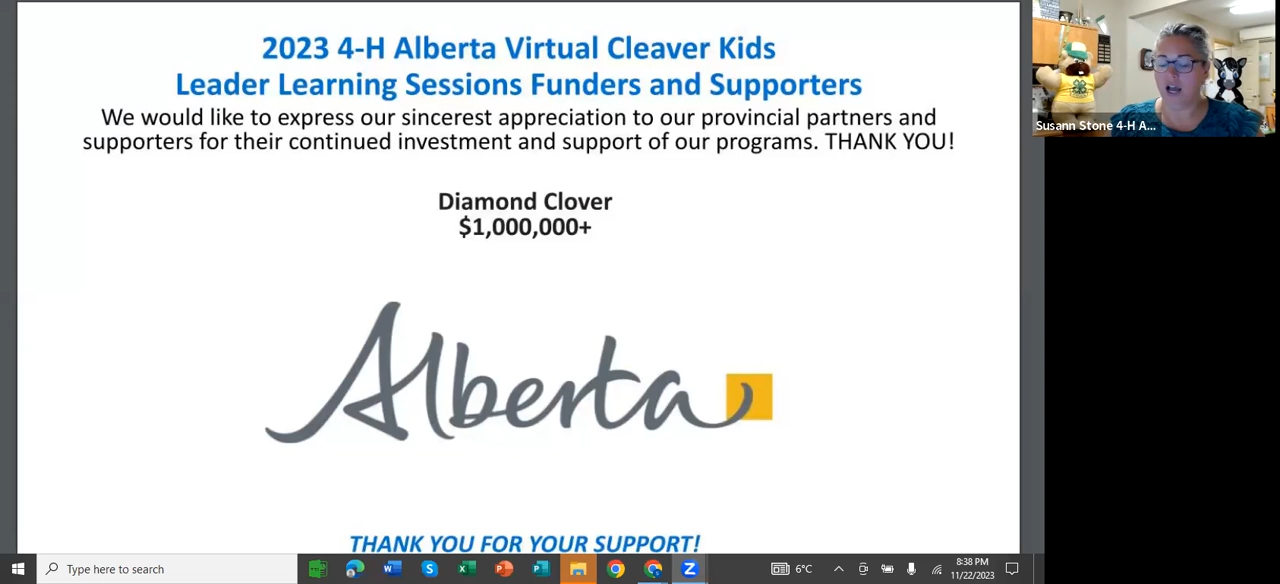 2023 4-H Alberta Virtual Cleaver Kids
Leader Learning Sessions Funders and Supporters
We would like to express our sincerest appreciation to our provincial partners and
supporters for their continued investment and support of our programs. THANK YOU!
Diamond Clover
$1,000,000+
Alberta
THANK YOU FOR YOUR SUPPORT!
Susann Stone 4-H A...
Type here to search
6°C
8:38 PM
11/22/2023